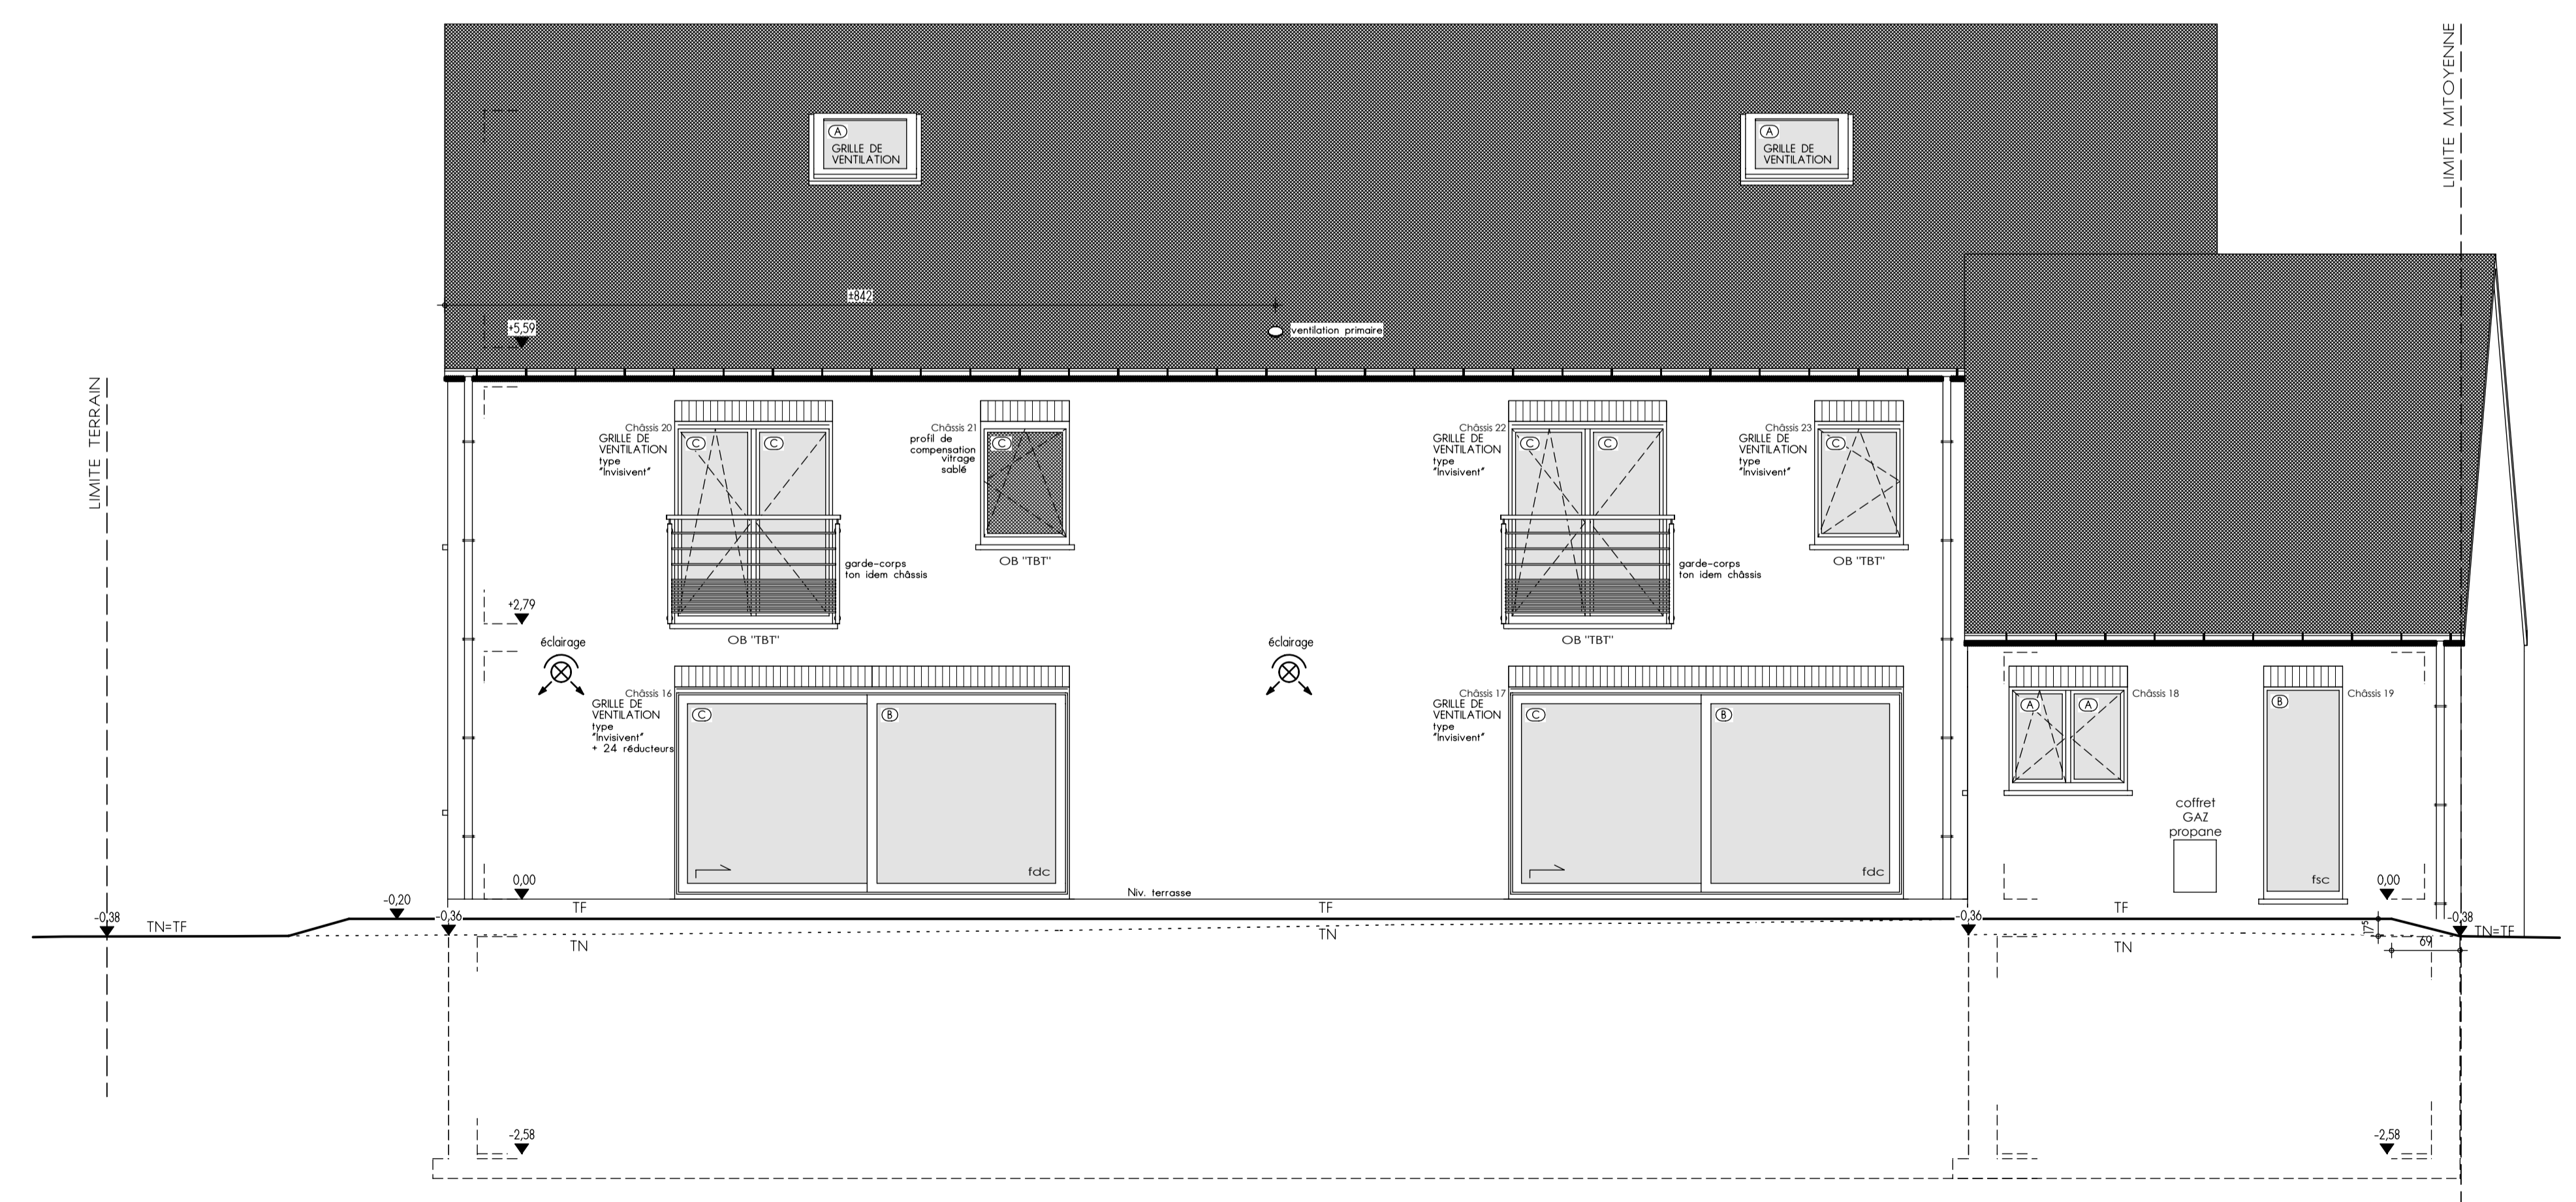 LIMITE MITOYENNE
A
GRILLE DE
VENTILATION
A
GRILLE DE
VENTILATION
±842
+5,59
ventilation primaire
LIMITE TERRAIN
Châssis 20
GRILLE DE
VENTILATION
type
"Invisivent"
C
C
Châssis 21
profil de
compensation
vitrage
sablé
C
Châssis 22
GRILLE DE
VENTILATION
type
"Invisivent"
C
C
Châssis 23
GRILLE DE
VENTILATION
type
"Invisivent"
C
OB "TBT"
OB "TBT"
garde-corps
ton idem châssis
garde-corps
ton idem châssis
+2,79
OB "TBT"
OB "TBT"
éclairage
éclairage
Châssis 16
GRILLE DE
VENTILATION
type
"Invisivent"
+ 24 réducteurs
C
B
fdc
Châssis 17
GRILLE DE
VENTILATION
type
"Invisivent"
C
B
fdc
A
A
Châssis 18
B
Châssis 19
coffret
GAZ
propane
fsc
0,00
Niv. terrasse
0,00
-0,20
-0,38
TN=TF
-0,36
TF
TF
-0,36
TF
-0,38
TN=TF
TN
TN
TN
17⁵
69
-2,58
-2,58